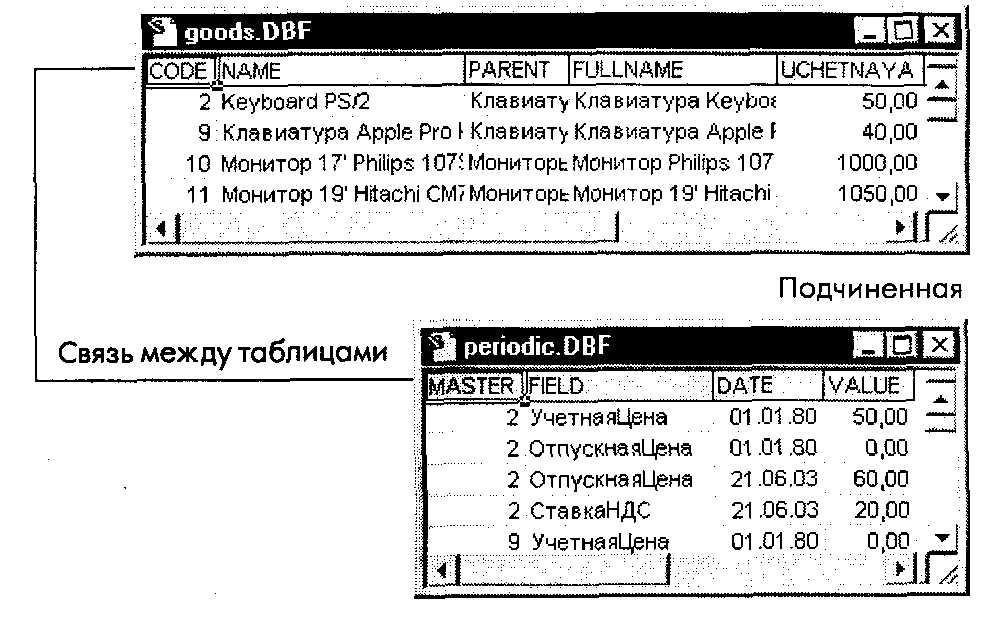 goods.DBF
CODE NAME PARENT FULLNAME UCHETNAYA
2 Keyboard PS/2 Клавиату Клавиатура Keyboa 50,00
9 Клавиатура Apple Pro Клавиату Клавиатура Apple 40,00
10 Монитор 17' Philips 107 Мониторь Монитор Philips 107 1000,00
11 Монитор 19' Hitachi CM7 Мониторь Монитор 19' Hitachi 1050,00
Подчиненная
Связь между таблицами
periodic.DBF
MASTER FIELD DATE VALUE
2 УчетнаяЦена 01.01.80 50,00
2 ОтпускнаяЦена 01.01.80 0,00
2 ОтпускнаяЦена 21.06.03 60,00
2 СтавкаНДС 21.06.03 20,00
9 УчетнаяЦена 01.01.80 0,00